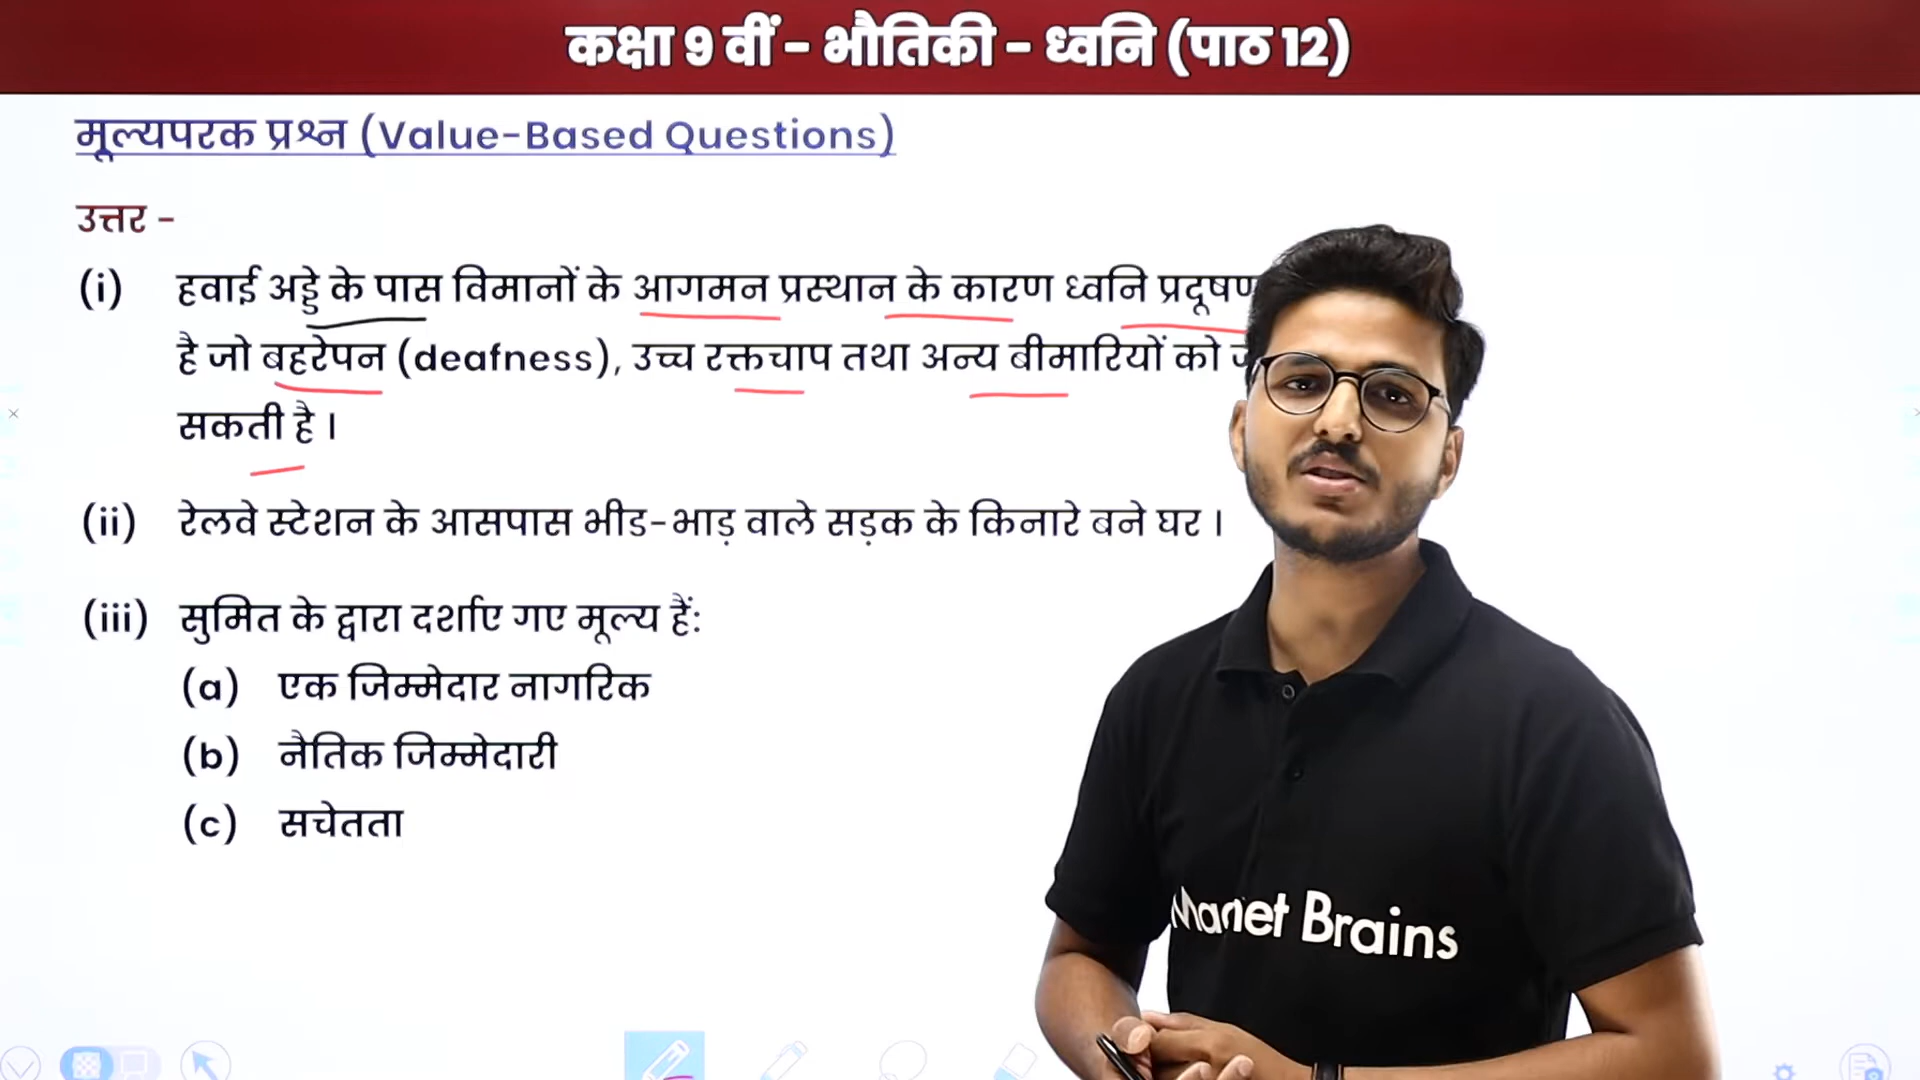 कक्षा 9 वीं - भौतिकी - ध्वनि (पाठ 12)
मूल्यपरक प्रश्न (Value-Based Questions)
उत्तर -
(i) हवाई अड्डे के पास विमानों के आगमन प्रस्थान के कारण ध्वनि प्रदूषण
है जो बहरेपन (deafness), उच्च रक्तचाप तथा अन्य बीमारियों को
सकती है ।
(ii) रेलवे स्टेशन के आसपास भीड-भाड़ वाले सड़क के किनारे बने घर ।
(iii) सुमित के द्वारा दर्शाए गए मूल्य हैं:
(a) एक जिम्मेदार नागरिक
(b) नैतिक जिम्मेदारी
(c) सचेतता
Brains